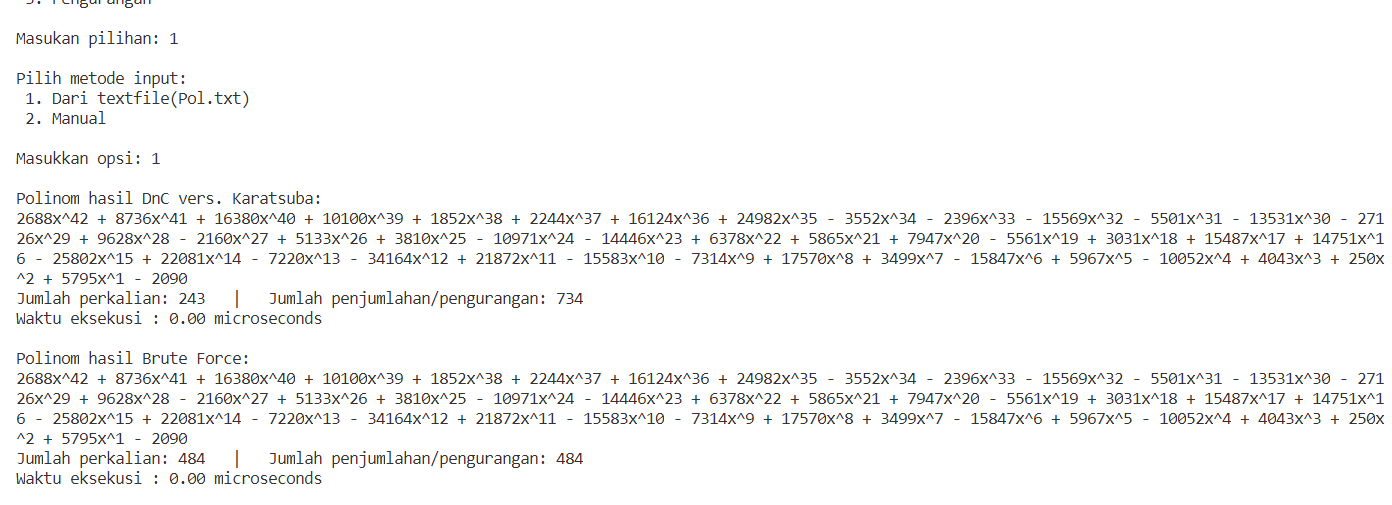 3. Pengurangan
Masukan pilihan: 1
Pilih metode input:
1. Dari textfile(Pol.txt)
2. Manual
Masukkan opsi: 1
Polinom hasil DnC vers. Karatsuba:
2688x^42 + 8736x^41 + 16380x^40 + 10100x^39 + 1852x^38 + 2244x^37 + 16124x^36 + 24982x^35 - 3552x^34 - 2396x^33 - 15569x^32 - 5501x^31 - 13531x^30 - 271
26x^29 + 9628x^28 - 2160x^27 + 5133x^26 + 3810x^25 - 10971x^24 - 14446x^23 + 6378x^22 + 5865x^21 + 7947x^20 - 5561x^19 + 3031x^18 + 15487x^17 + 14751x^1
6 - 25802x^15 + 22081x^14 - 7220x^13 - 34164x^12 + 21872x^11 - 15583x^10 - 7314x^9 + 17570x^8 + 3499x^7 - 15847x^6 + 5967x^5 - 10052x^4 + 4043x^3 + 250x
^2 + 5795x^1 - 2090
Jumlah perkalian: 243   |   Jumlah penjumlahan/pengurangan: 734
Waktu eksekusi : 0.00 microseconds
Polinom hasil Brute Force:
2688x^42 + 8736x^41 + 16380x^40 + 10100x^39 + 1852x^38 + 2244x^37 + 16124x^36 + 24982x^35 - 3552x^34 - 2396x^33 - 15569x^32 - 5501x^31 - 13531x^30 - 271
26x^29 + 9628x^28 - 2160x^27 + 5133x^26 + 3810x^25 - 10971x^24 - 14446x^23 + 6378x^22 + 5865x^21 + 7947x^20 - 5561x^19 + 3031x^18 + 15487x^17 + 14751x^1
6 - 25802x^15 + 22081x^14 - 7220x^13 - 34164x^12 + 21872x^11 - 15583x^10 - 7314x^9 + 17570x^8 + 3499x^7 - 15847x^6 + 5967x^5 - 10052x^4 + 4043x^3 + 250x
^2 + 5795x^1 - 2090
Jumlah perkalian: 484   |   Jumlah penjumlahan/pengurangan: 484
Waktu eksekusi : 0.00 microseconds